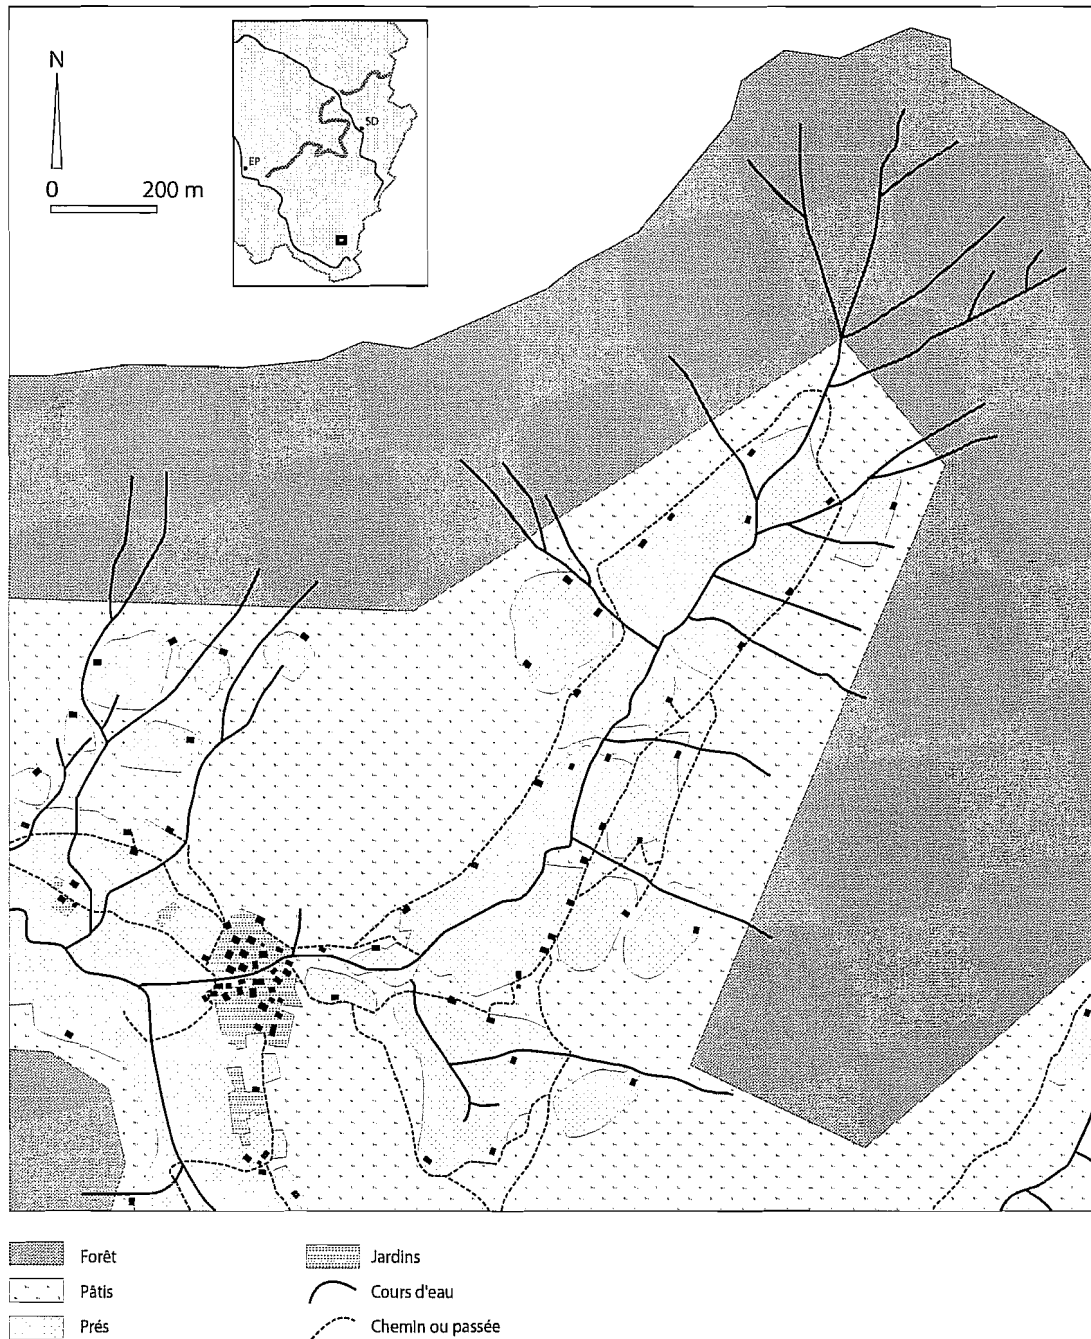 N
0 200 m
SD
EP
Forêt
Pâtis
Prés
Jardins
Cours d'eau
Chemin ou passée